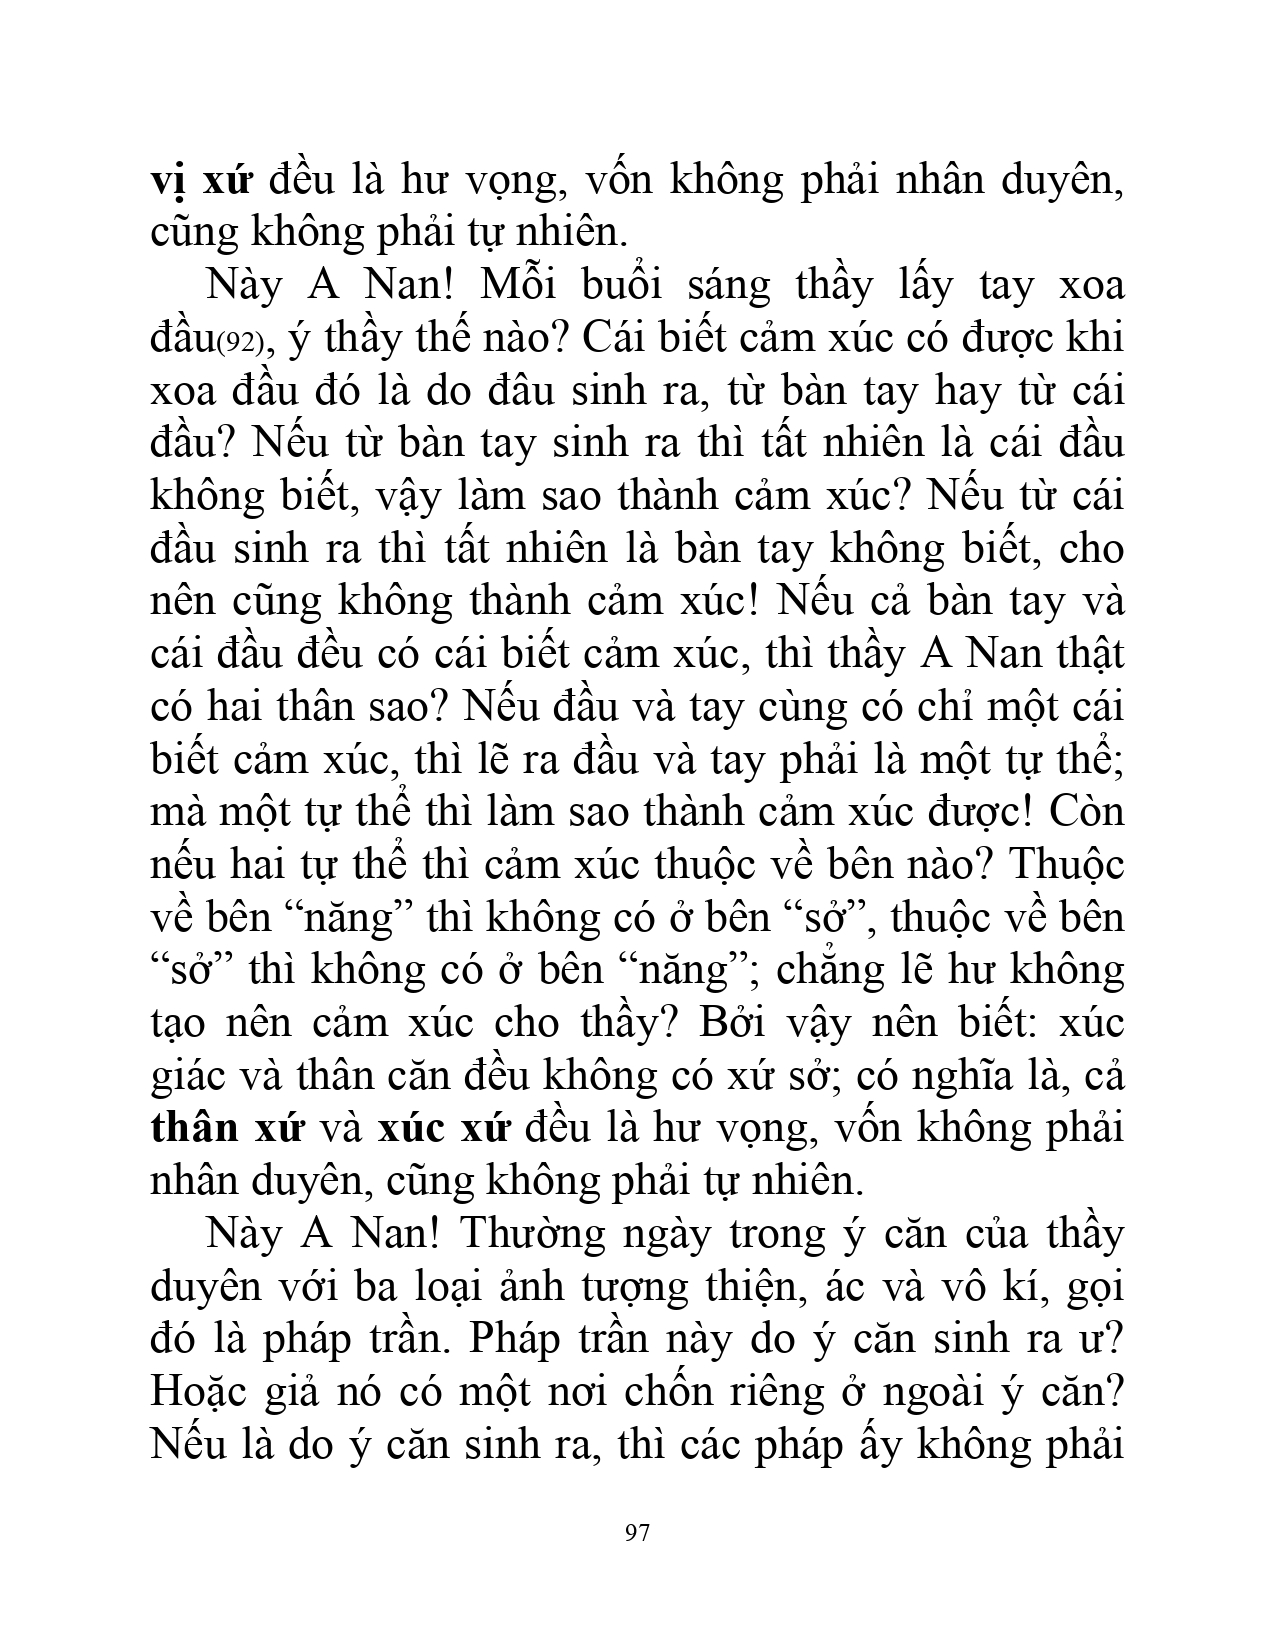 vị xứ đều là hư vọng, vốn không phải nhân duyên,
cũng không phải tự nhiên.
Này A Nan! Mỗi buổi sáng thầy lấy tay xoa
đầu(92), ý thầy thế nào? Cái biết cảm xúc có được khi
xoa đầu đó là do đâu sinh ra, từ bàn tay hay từ cái
đầu? Nếu từ bàn tay sinh ra thì tất nhiên là cái đầu
không biết, vậy làm sao thành cảm xúc? Nếu từ cái
đầu sinh ra thì tất nhiên là bàn tay không biết, cho
nên cũng không thành cảm xúc! Nếu cả bàn tay và
cái đầu đều có cái biết cảm xúc, thì thầy A Nan thật
có hai thân sao? Nếu đầu và tay cùng có chỉ một cái
biết cảm xúc, thì lẽ ra đầu và tay phải là một tự thể;
mà một tự thể thì làm sao thành cảm xúc được! Còn
nếu hai tự thể thì cảm xúc thuộc về bên nào? Thuộc
về bên “năng” thì không có ở bên “sở”, thuộc về bên
“sở” thì không có ở bên “năng”; chẳng lẽ hư không
tạo nên cảm xúc cho thầy? Bởi vậy nên biết: xúc
giác và thân căn đều không có xứ sở; có nghĩa là, cả
thân xứ và xúc xứ đều là hư vọng, vốn không phải
nhân duyên, cũng không phải tự nhiên.
Này A Nan! Thường ngày trong ý căn của thầy
duyên với ba loại ảnh tượng thiện, ác và vô kí, gọi
đó là pháp trần. Pháp trần này do ý căn sinh ra ư?
Hoặc giả nó có một nơi chốn riêng ở ngoài ý căn?
Nếu là do ý căn sinh ra, thì các pháp ấy không phải
97